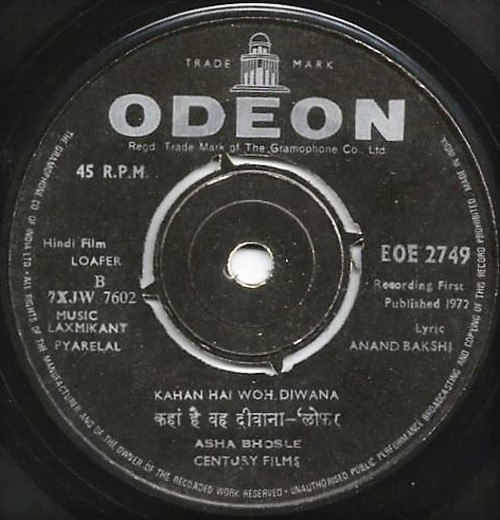 TRADE MARK
ODEON
Regd. Trade Mark of The Gramophone Co. Ltd.
45 R.P.M.
EOE 2749
Hindi Film
LOAFER
B
7XJW 7602
MUSIC
LAXMIKANT
PYARELAL
Recording First
Published 1972
Lyric
ANAND BAKSHI
KAHAN HAI WOH, DIWANA
कहां है वह दीवाना-'लोफर
ASHA BHOSLE
CENTURY FILMS
THE GRAMOPHONE CO. OF INDIA LTD • ALL RIGHTS OF THE MANUFACTURER AND OF THE OWNER OF THE RECORDED WORK RESERVED • UNAUTHORISED PUBLIC PERFORMANCE BROADCASTING AND COPYING OF THIS RECORD PROHIBITED. MADE IN INDIA.